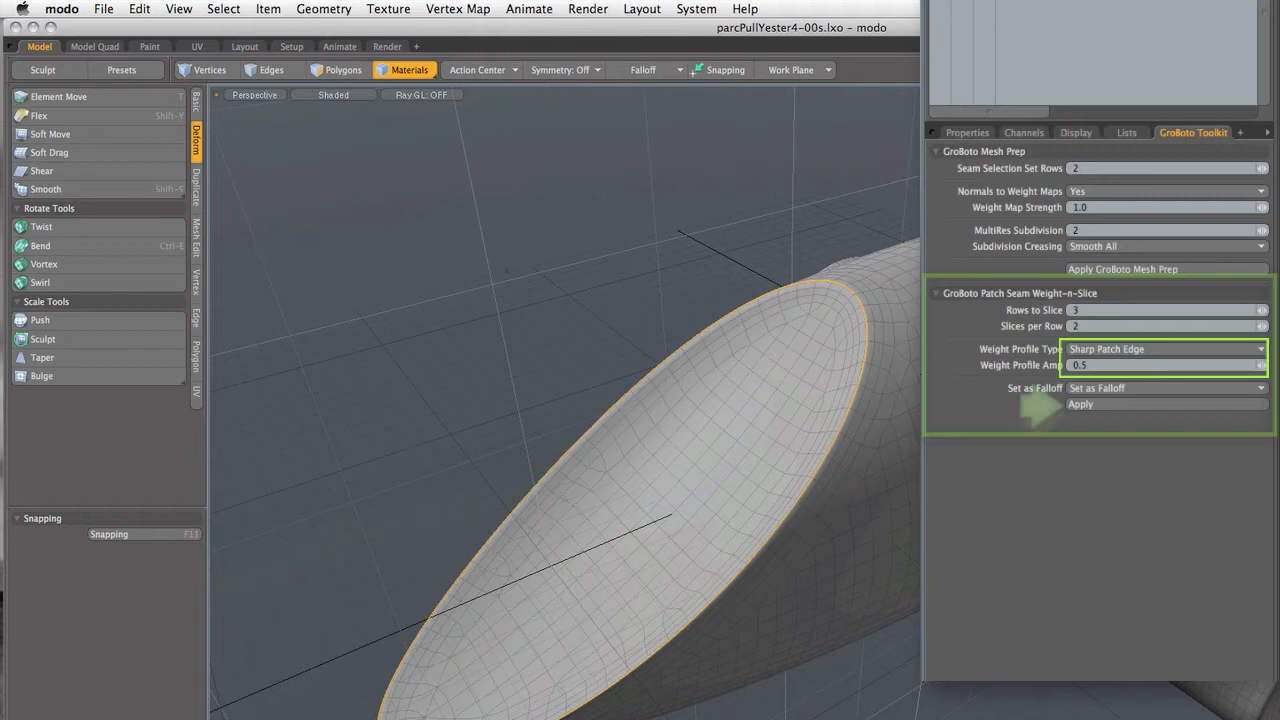 modo File Edit View Select Item Geometry Texture Vertex Map Animate Render Layout System Help
parcPullYester4-00s.lxo - modo
Model Model Quad Paint UV Layout Setup Animate Render +
Sculpt Presets Vertices Edges Polygons Materials Action Center Symmetry: Off Falloff Snapping Work Plane
Perspective Shaded Ray GL: OFF
Element Move T
Flex Shift-Y
Soft Move
Soft Drag
Shear
Smooth Shift-S
Rotate Tools
Twist
Bend Ctrl-E
Vortex
Swirl
Scale Tools
Push
Sculpt
Taper
Bulge
Basic
Deform
Duplicate
Mesh Edit
Vertex
Edge
Polygon
UV
Snapping
Snapping F11
Properties Channels Display Lists GroBoto Toolkit +
GroBoto Mesh Prep
Seam Selection Set Rows 2
Normals to Weight Maps Yes
Weight Map Strength 1.0
MultiRes Subdivision 2
Subdivision Creasing Smooth All
Apply GroBoto Mesh Prep
GroBoto Patch Seam Weight-n-Slice
Rows to Slice 3
Slices per Row 2
Weight Profile Type Sharp Patch Edge
Weight Profile Amp 0.5
Set as Falloff Set as Falloff
Apply